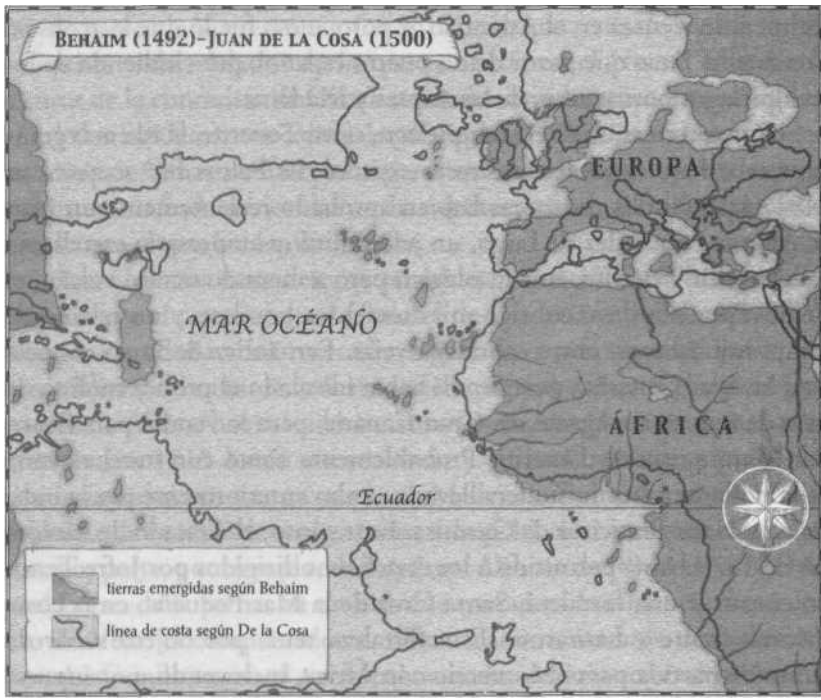 BEHAIM (1492)–JUAN DE LA COSA (1500)
EUROPA
MAR OCÉANO
ÁFRICA
Ecuador
tierras emergidas según Behaim
línea de costa según De la Cosa